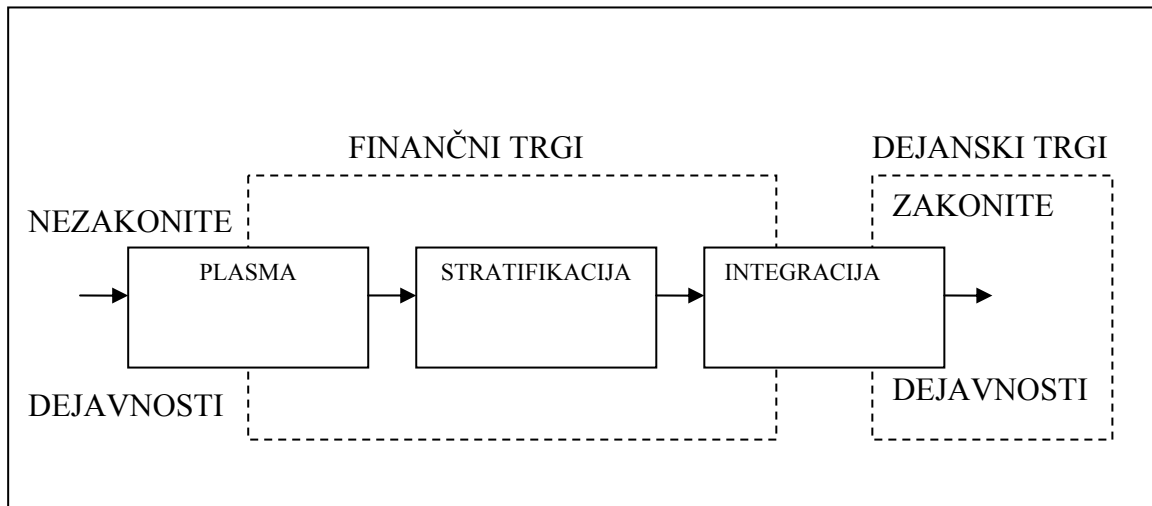 FINANČNI TRGI
DEJANSKI TRGI
ZAKONITE
NEZAKONITE
PLASMA
STRATIFIKACIJA
INTEGRACIJA
DEJAVNOSTI
DEJAVNOSTI